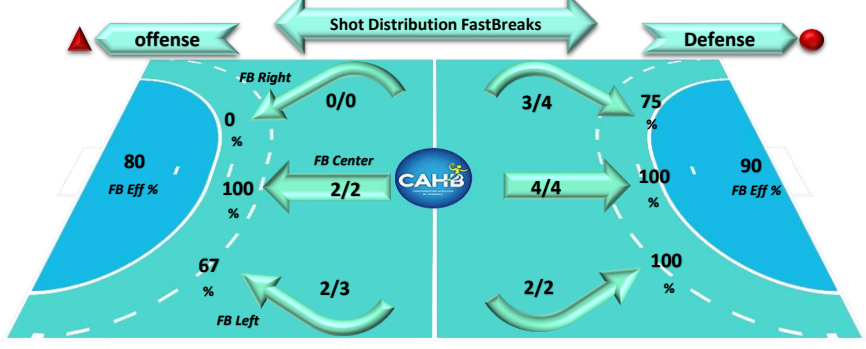 Shot Distribution FastBreaks
offense
Defense
FB Right
0/0
3/4
0
%
75
%
80
FB Eff %
FB Center
100
%
2/2
CAHB
4/4
100
%
90
FB Eff %
67
%
2/3
2/2
100
%
FB Left